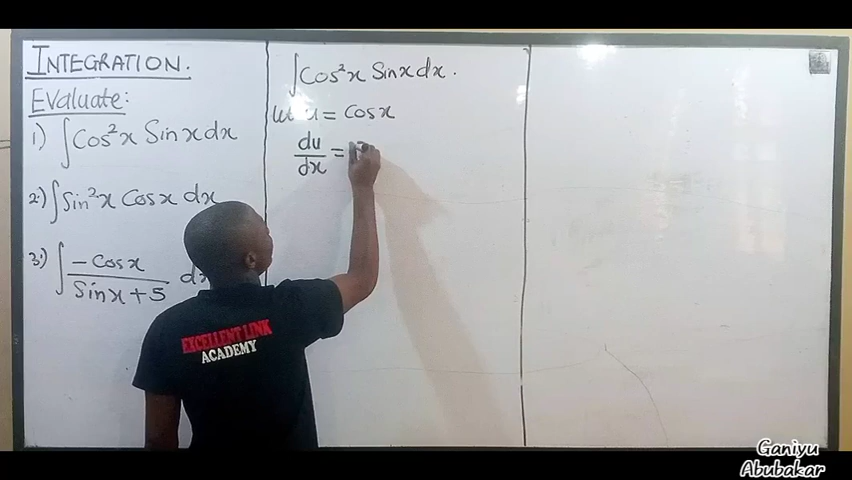 INTEGRATION.
Evaluate:
1) ∫Cos²x Sinx dx
2.) ∫Sin²x Cosx dx
3.) ∫ -Cosx / Sinx+5
∫Cos²x Sinx dx.
u = Cosx
du/dx =
EXCELLENT LINK
ACADEMY
Ganiyu
Abubakar